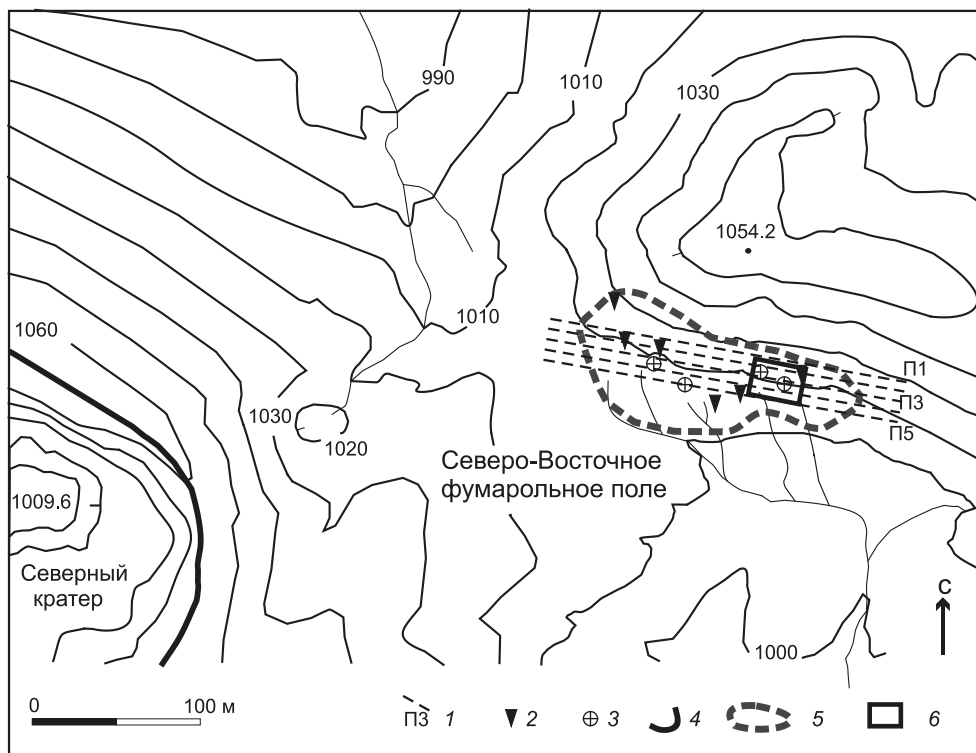 990
1010
1030
1054.2
1060
1010
1030
1020
П1
П3
П5
Северо-Восточное
фумарольное поле
1009.6
Северный
кратер
С
1000
0 100 м
П3 1 2 3 4 5 6